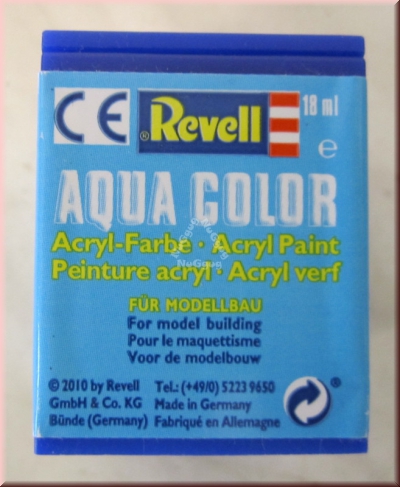 CE
Revell
18 ml
®
e
AQUA COLOR
Acryl-Farbe · Acryl Paint
Peinture acryl · Acryl verf
FÜR MODELLBAU
For model building
Pour le maquettisme
Voor de modelbouw
© 2010 by Revell Tel.: (+49/0) 5223 9650
GmbH & Co. KG Made in Germany
Bünde (Germany) Fabriqué en Allemagne
®